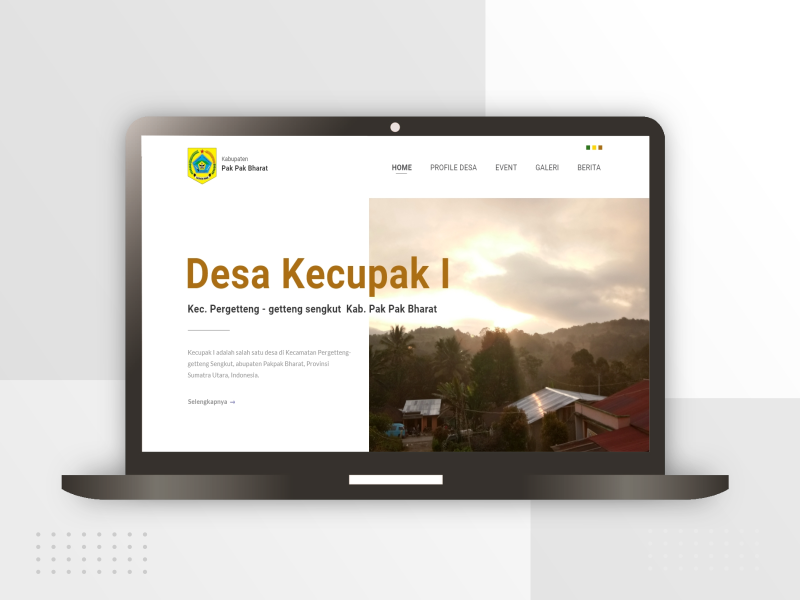 Kabupaten
Pak Pak Bharat
HOME PROFILE DESA EVENT GALERI BERITA
Desa Kecupak I
Kec. Pergetteng - getteng sengkut Kab. Pak Pak Bharat
Kecupak I adalah salah satu desa di Kecamatan Pergetteng-
getteng Sengkut, abupaten Pakpak Bharat, Provinsi
Sumatra Utara, Indonesia.
Selengkapnya →